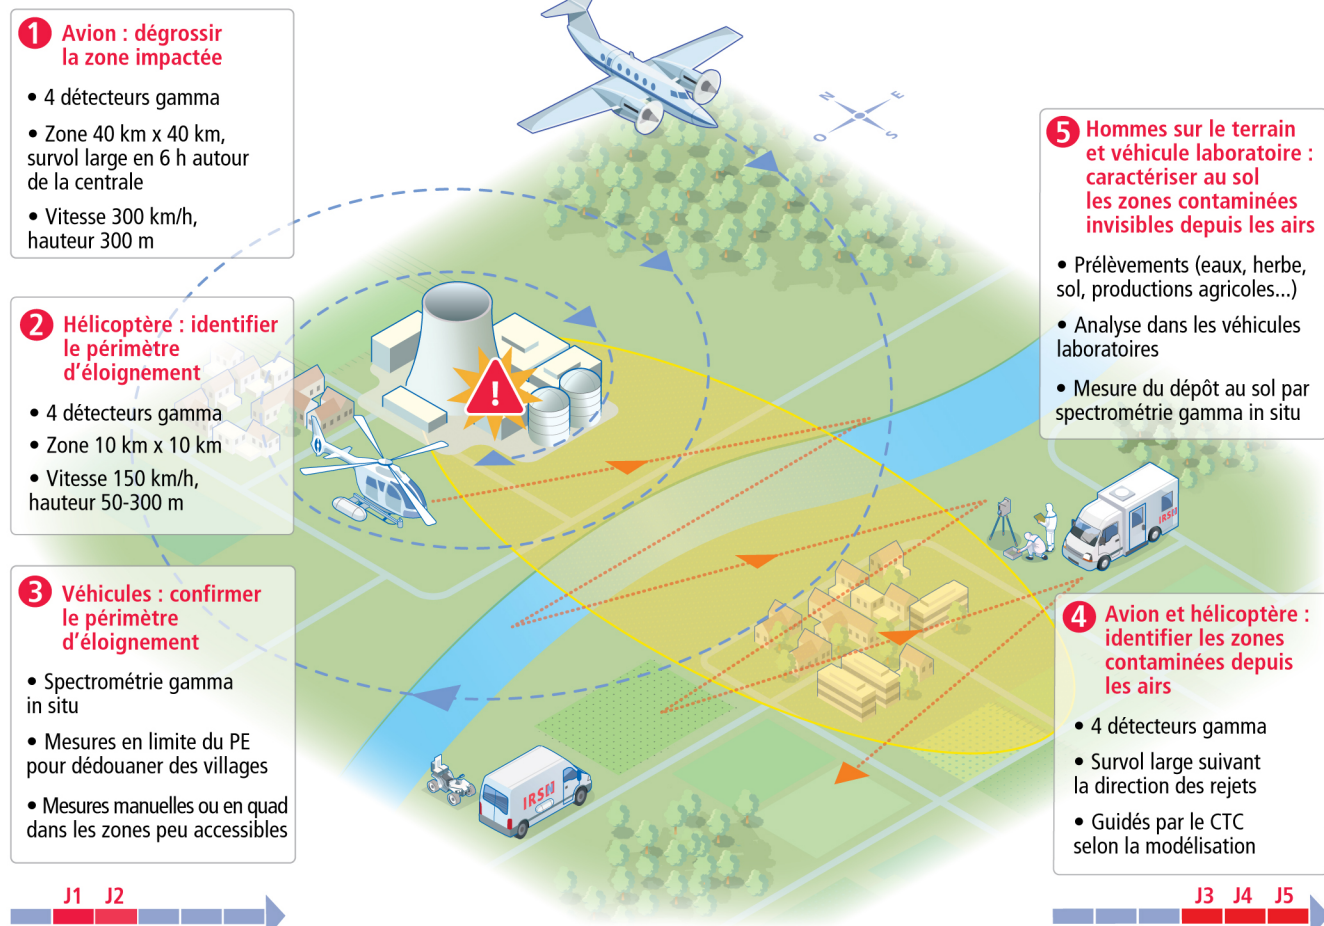 1 Avion : dégrossir
la zone impactée
• 4 détecteurs gamma
• Zone 40 km x 40 km,
survol large en 6 h autour
de la centrale
• Vitesse 300 km/h,
hauteur 300 m
2 Hélicoptère : identifier
le périmètre
d'éloignement
• 4 détecteurs gamma
• Zone 10 km x 10 km
• Vitesse 150 km/h,
hauteur 50-300 m
3 Véhicules : confirmer
le périmètre
d'éloignement
• Spectrométrie gamma
in situ
• Mesures en limite du PE
pour dédouaner des villages
• Mesures manuelles ou en quad
dans les zones peu accessibles
J1 J2
N E
O S
!
IRSN
IRSN
5 Hommes sur le terrain
et véhicule laboratoire :
caractériser au sol
les zones contaminées
invisibles depuis les airs
• Prélèvements (eaux, herbe,
sol, productions agricoles...)
• Analyse dans les véhicules
laboratoires
• Mesure du dépôt au sol par
spectrométrie gamma in situ
4 Avion et hélicoptère :
identifier les zones
contaminées depuis
les airs
• 4 détecteurs gamma
• Survol large suivant
la direction des rejets
• Guidés par le CTC
selon la modélisation
J3 J4 J5